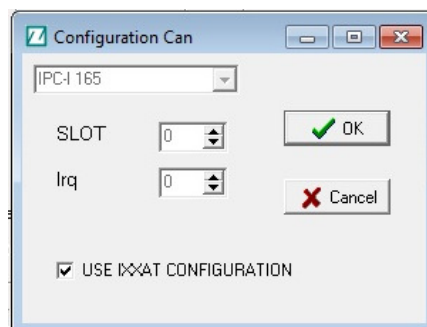 Configuration Can
IPC-I 165
SLOT 0
OK
Irq 0
Cancel
USE IXXAT CONFIGURATION